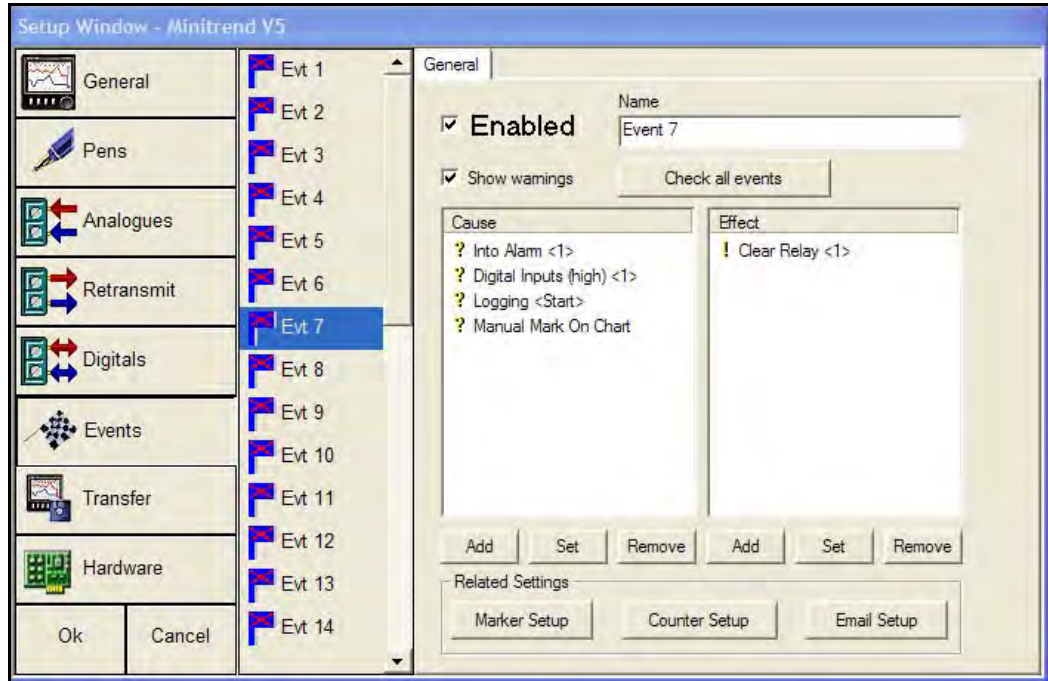 Setup Window - Minitrend V5
General
Pens
Analogues
Retransmit
Digitals
Events
Transfer
Hardware
Ok
Cancel
Evt 1
Evt 2
Evt 3
Evt 4
Evt 5
Evt 6
Evt 7
Evt 8
Evt 9
Evt 10
Evt 11
Evt 12
Evt 13
Evt 14
General
Enabled
Name
Event 7
Show warnings
Check all events
Cause
? Into Alarm <1>
? Digital Inputs (high) <1>
? Logging <Start>
? Manual Mark On Chart
Effect
! Clear Relay <1>
Add Set Remove
Add Set Remove
Related Settings
Marker Setup
Counter Setup
Email Setup